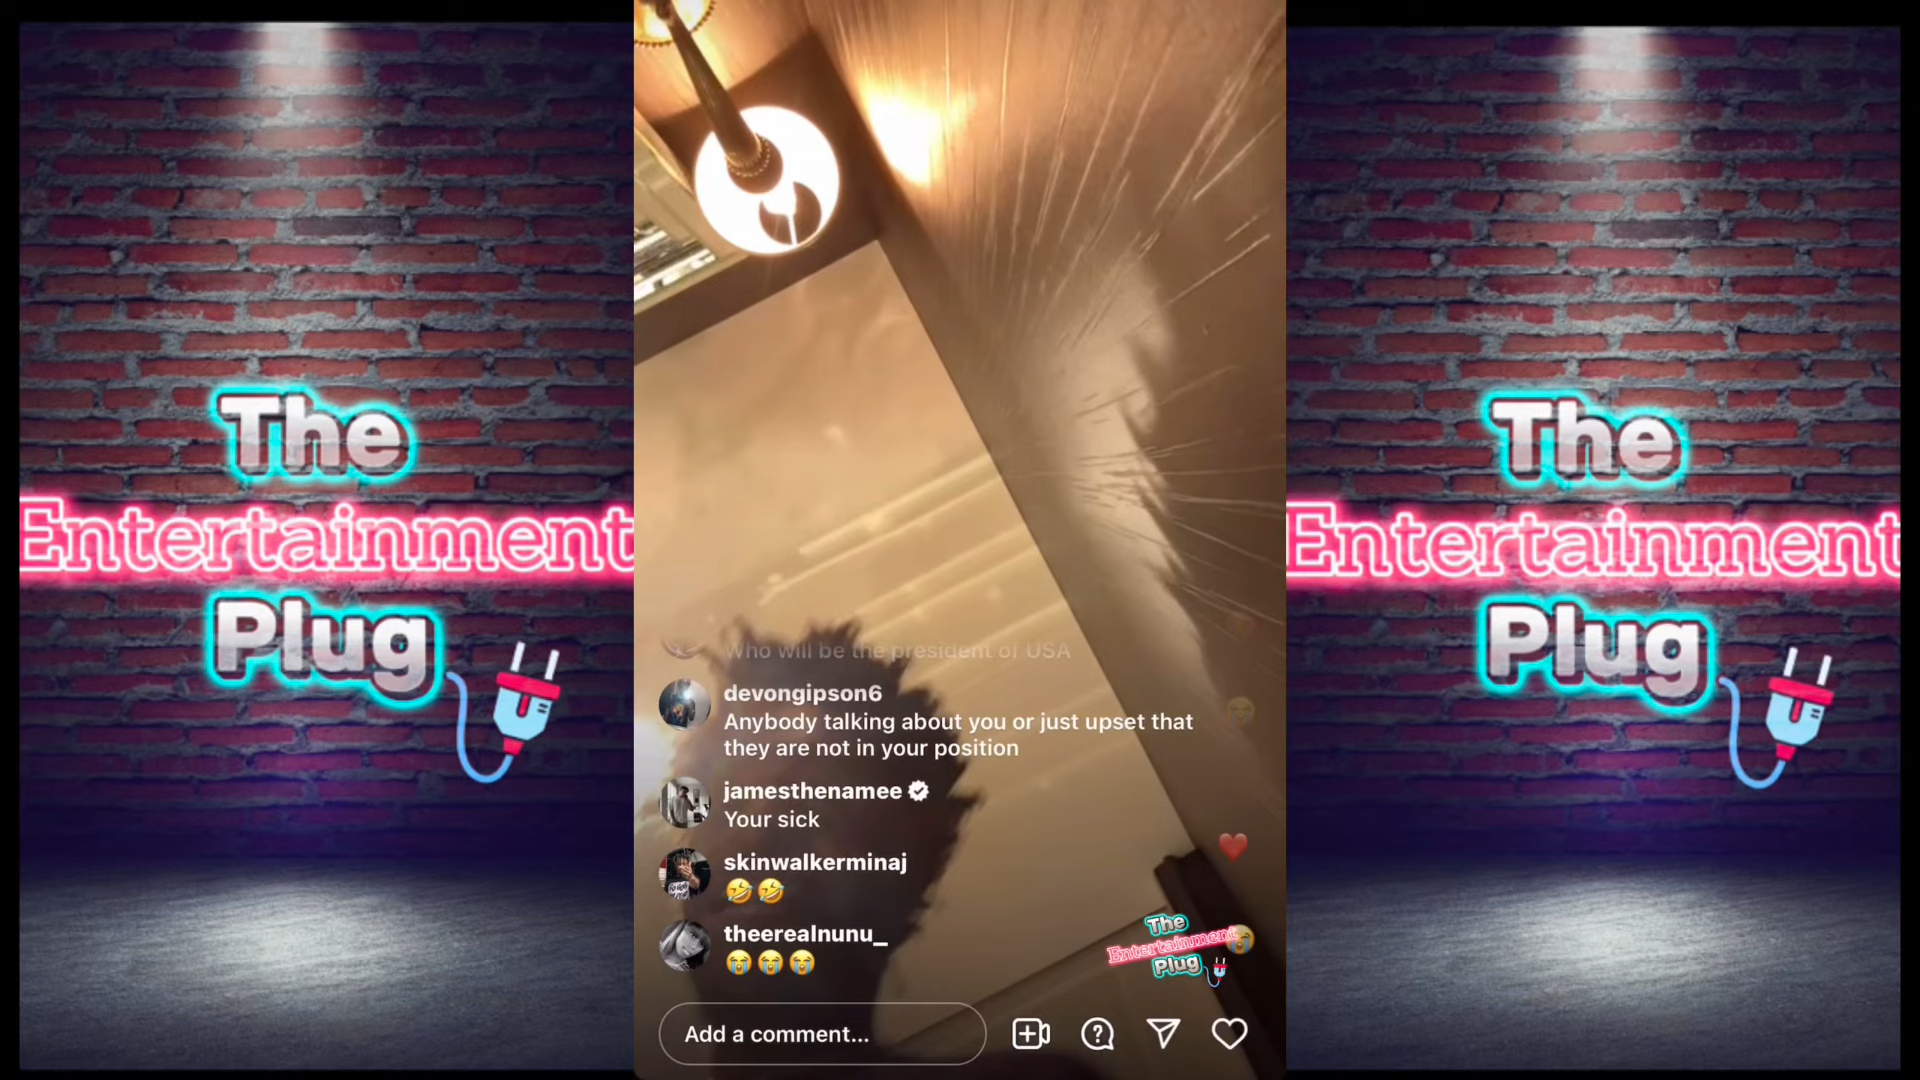 The
Entertainment
Plug
Who will be the president of USA
devongipson6
Anybody talking about you or just upset that
they are not in your position
jamesthenamee
Your sick
skinwalkerminaj
🤣🤣
theerealnunu_
😭😭😭
Add a comment...
The
Entertainment
Plug
The
Entertainment
Plug